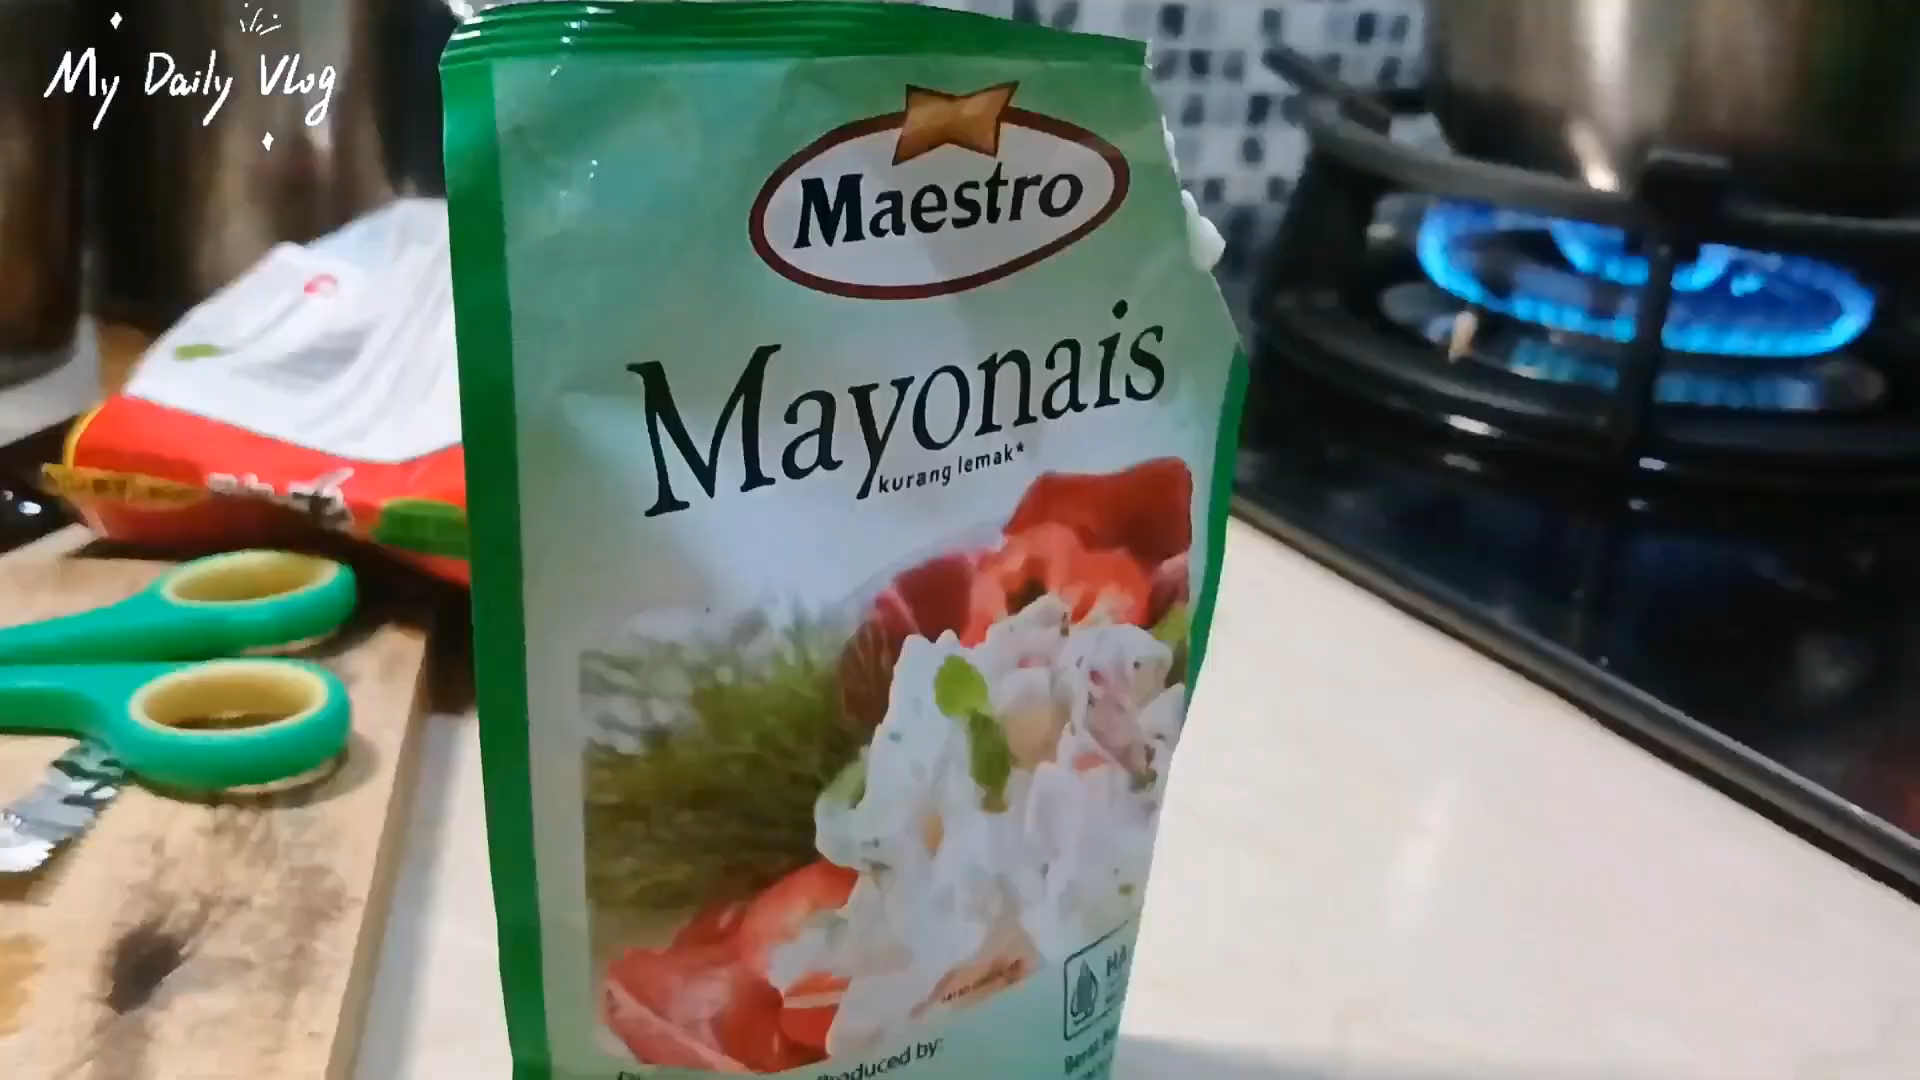 My Daily Vlog
Maestro
Mayonais
kurang lemak*
Produced by: